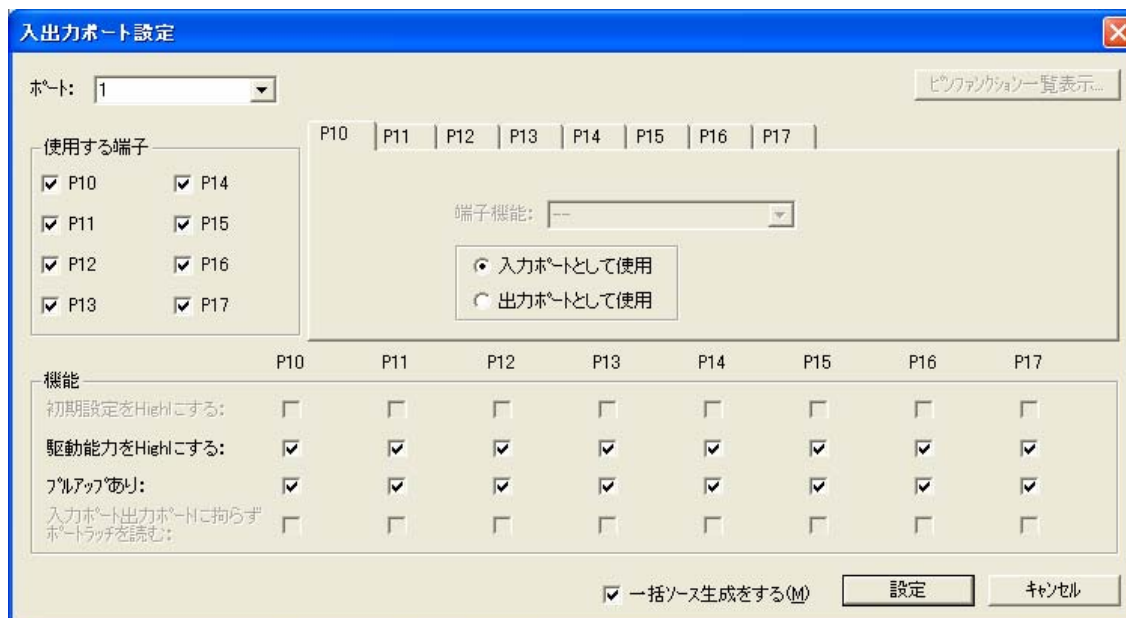 入出力ポート設定
ポート: 1
ピンファンクション一覧表示...
使用する端子
P10 P14
P11 P15
P12 P16
P13 P17
P10 P11 P12 P13 P14 P15 P16 P17
端子機能: --
入力ポートとして使用
出力ポートとして使用
P10 P11 P12 P13 P14 P15 P16 P17
機能
初期設定をHighにする:
駆動能力をHighにする:
プルアップあり:
入力ポート出力ポートに拘らず
ポートラッチを読む:
一括ソース生成をする(M)
設定
キャンセル